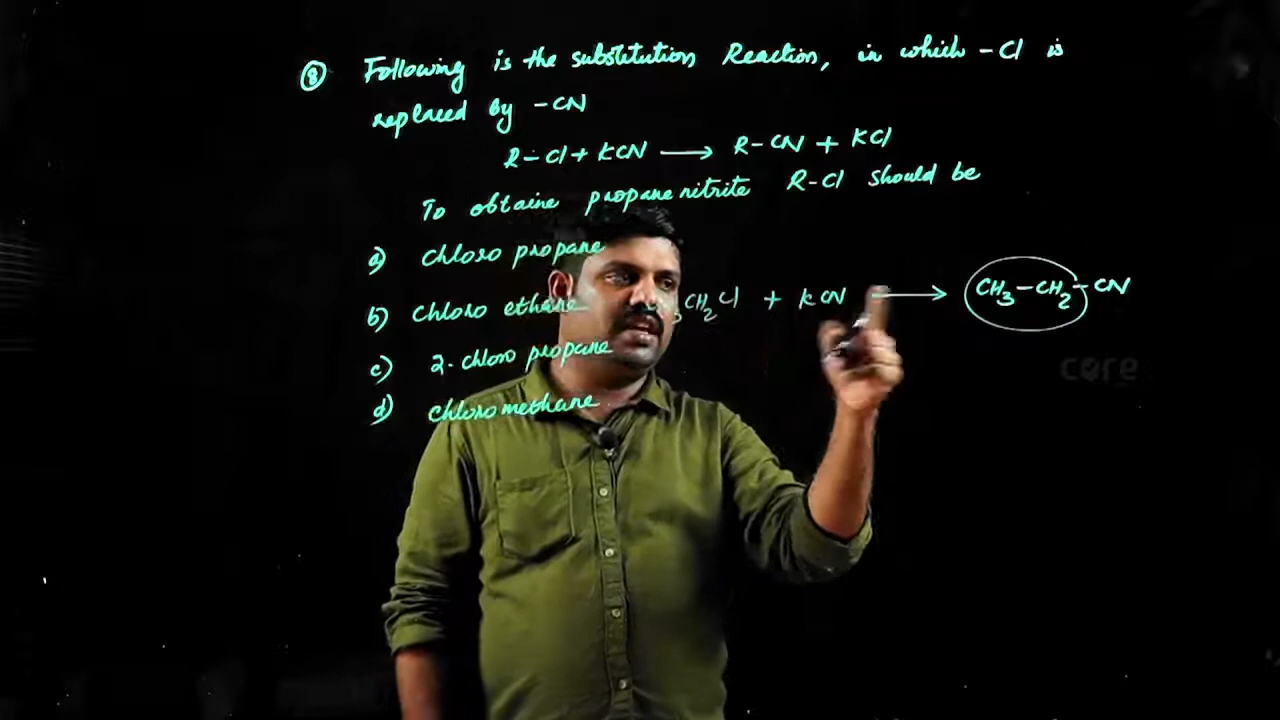 ⑧ Following is the substitution Reaction, in which -Cl is
replaced by -CN
R-Cl + KCN ⟶ R-CN + KCl
To obtaine propane nitrite R-Cl should be
a) chloro propane
b) chloro ethane
CH₂Cl + KCN ⟶ CH₃-CH₂-CN
c) 2-chloro propane
d) chloromethane
core